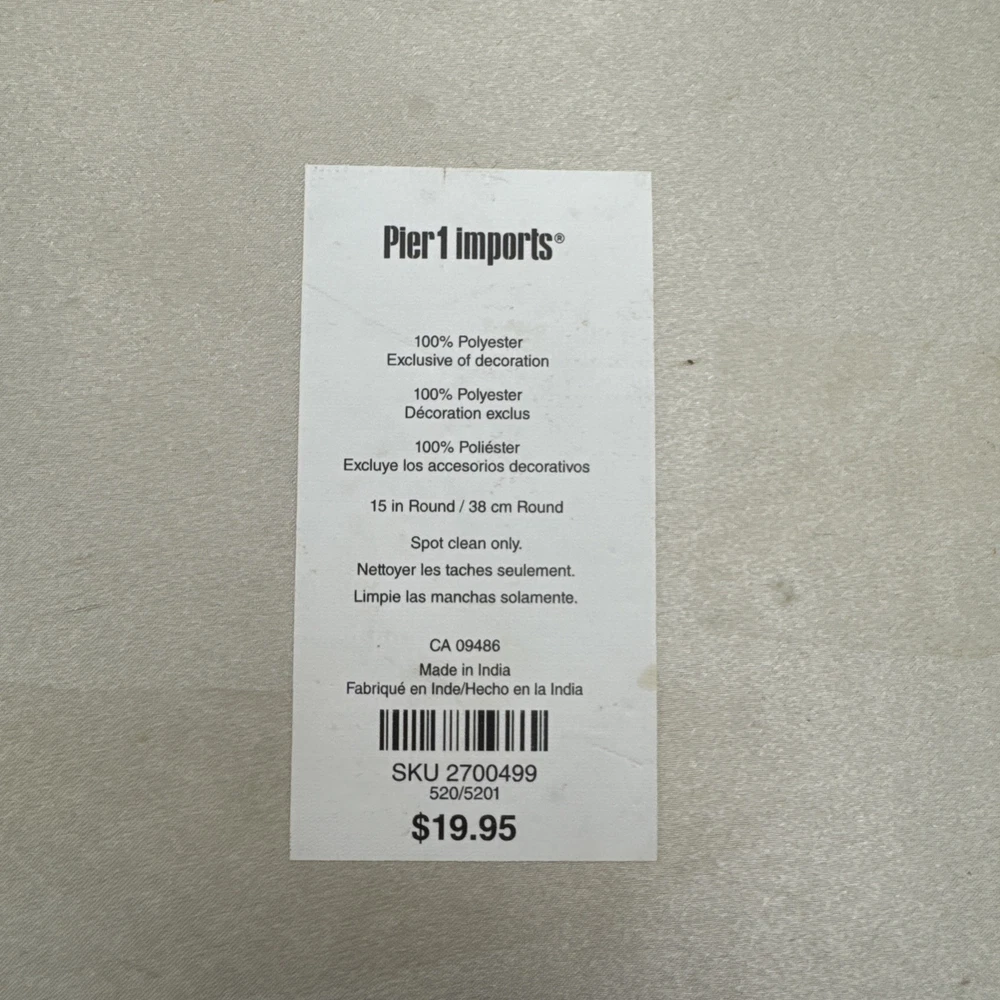 Pier1 imports®
100% Polyester
Exclusive of decoration
100% Polyester
Décoration exclus
100% Poliéster
Excluye los accesorios decorativos
15 in Round / 38 cm Round
Spot clean only.
Nettoyer les taches seulement.
Limpie las manchas solamente.
CA 09486
Made in India
Fabriqué en Inde/Hecho en la India
SKU 2700499
520/5201
$19.95